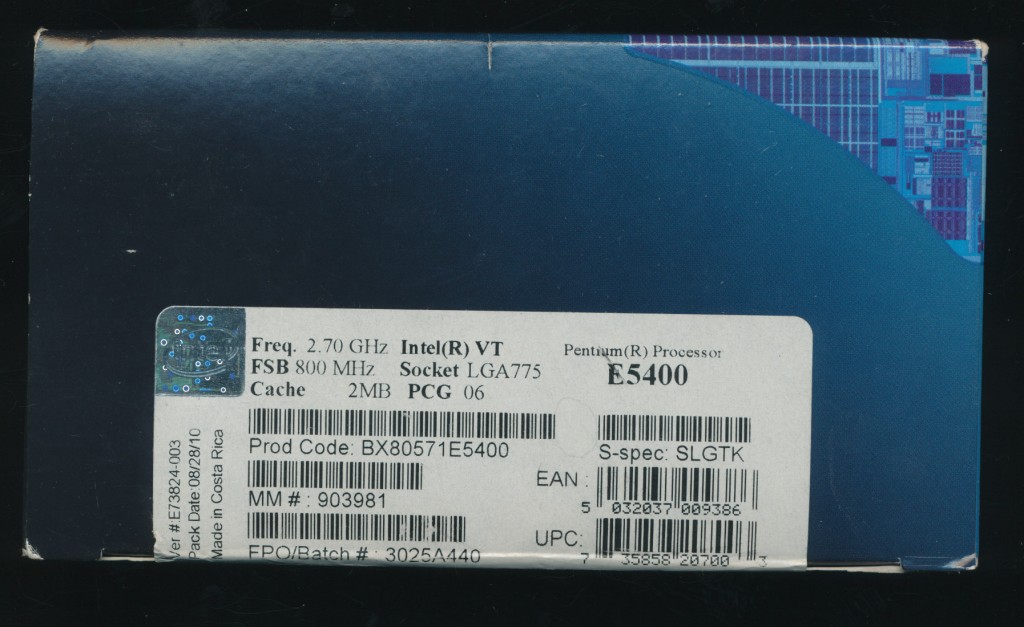 Freq. 2.70 GHz Intel(R) VT
FSB 800 MHz Socket LGA775
Cache 2MB PCG 06
Pentium(R) Processor
E5400
Prod Code: BX80571E5400
S-spec: SLGTK
MM # : 903981
EAN :
5 032037 009386
FPO/Batch # : 3025A440
UPC:
7 35858 20700 3
Ver #:E73824-003
Pack Date:08/28/10
Made in Costa Rica